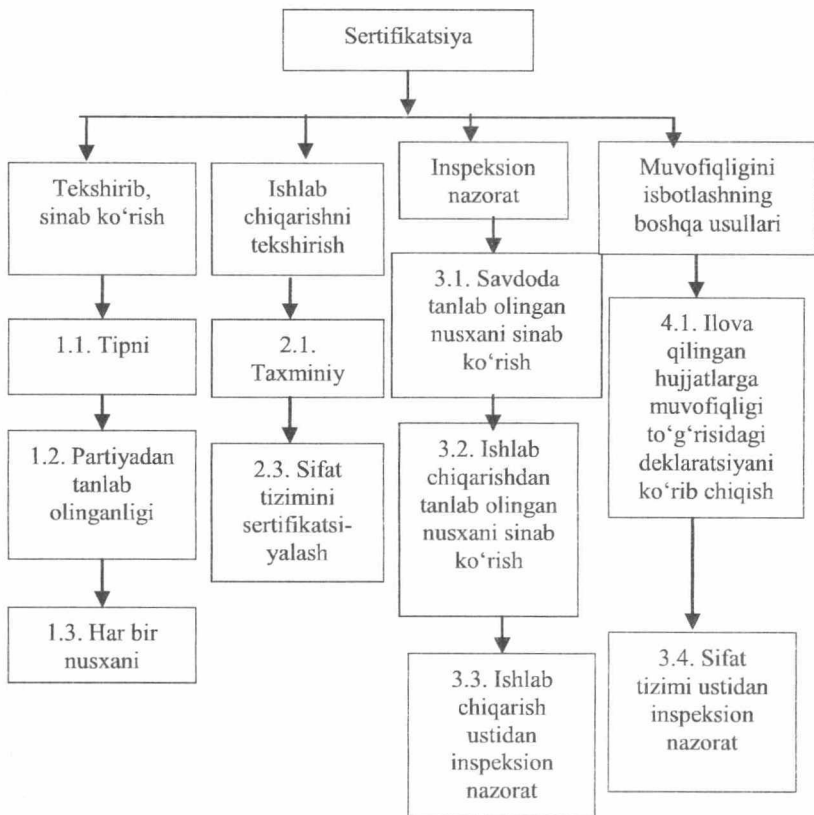 Sertifikatsiya
Tekshirib,
sinab ko‘rish
Ishlab
chiqarishni
tekshirish
Inspeksion
nazorat
Muvofiqligini
isbotlashning
boshqa usullari
1.1. Tipni
1.2. Partiyadan
tanlab
olinganligi
1.3. Har bir
nusxani
2.1.
Taxminiy
2.3. Sifat
tizimini
sertifikatsi-
yalash
3.1. Savdoda
tanlab olingan
nusxani sinab
ko‘rish
3.2. Ishlab
chiqarishdan
tanlab olingan
nusxani sinab
ko‘rish
3.3. Ishlab
chiqarish
ustidan
inspeksion
nazorat
4.1. Ilova
qilingan
hujjatlarga
muvofiqligi
to‘g‘risidagi
deklaratsiyani
ko‘rib chiqish
3.4. Sifat
tizimi ustidan
inspeksion
nazorat